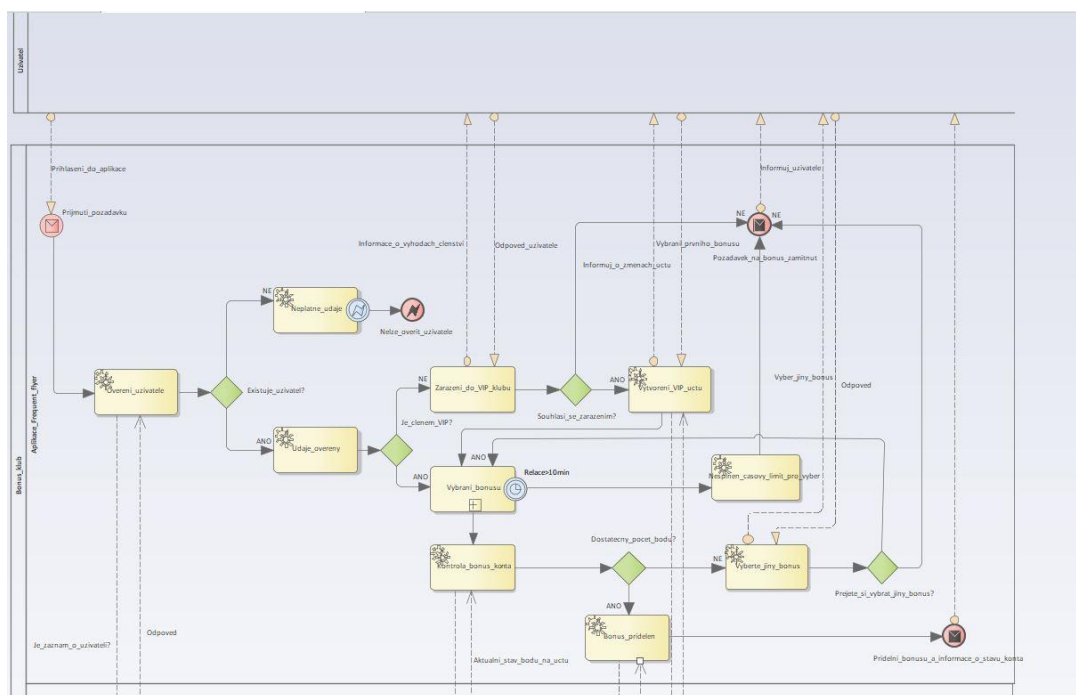 Uzivatel
Prihlaseni_do_aplikace
Informuj_uzivatele
Prijmuti_pozadavku
NE
NE
Informace_o_vyhodach_clenstvi
Odpoved_uzivatele
Vybrani_prvniho_bonusu
Pozadavek_na_bonus_zamitnut
Informuj_o_zmenach_uctu
NE
Neplatne_udaje
Nelze_overit_uzivatele
Vyber_jiny_bonus
Odpoved
Overeni_uzivatele
Existuje_uzivatel?
NE
Zarazeni_do_VIP_klubu
ANO
Vytvoreni_VIP_uctu
Souhlasi_se_zarazenim?
Je_clenem_VIP?
ANO
Udaje_overeny
ANO
Relace>10min
Nesplnen_casovy_limit_pro_vyber
ANO
Vybrani_bonusu
Aplikace_Frequent_flyer
Bonus_klub
Dostatecny_pocet_bodu?
Kontrola_bonus_konta
NE
Vyberte_jiny_bonus
Prejete_si_vybrat_jiny_bonus?
ANO
Bonus_pridelen
Odpoved
Je_zaznam_o_uzivateli?
Aktualni_stav_bodu_na_uctu
Pridelni_bonusu_a_informace_o_stavu_konta